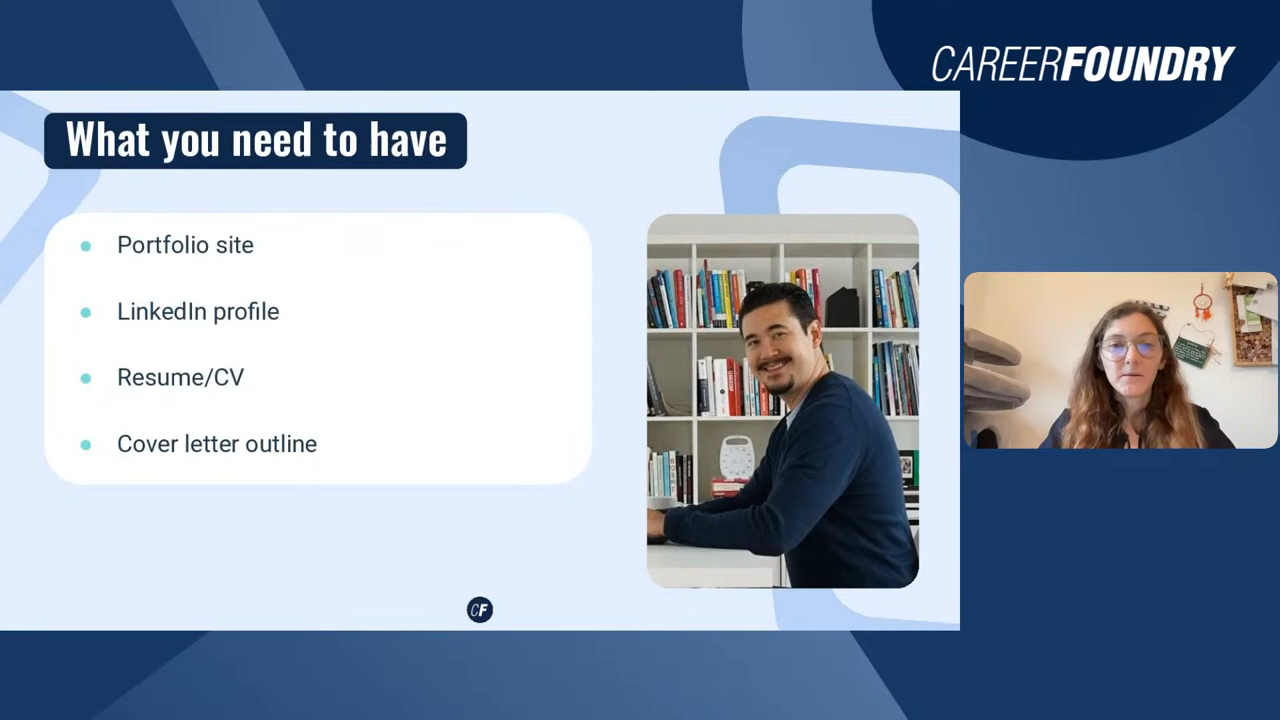 CAREERFOUNDRY
What you need to have
Portfolio site
LinkedIn profile
Resume/CV
Cover letter outline
CF